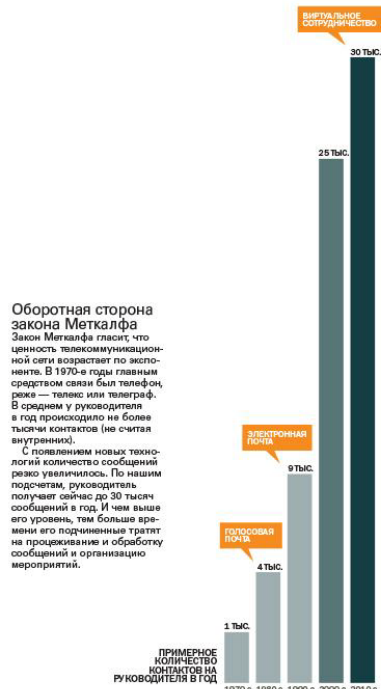 ВИРТУАЛЬНОЕ
СОТРУДНИЧЕСТВО
30 ТЫС.
25 ТЫС.
Оборотная сторона
закона Меткалфа
Закон Меткалфа гласит, что
ценность телекоммуникацион-
ной сети возрастает по экспо-
ненте. В 1970-е годы главным
средством связи был телефон,
реже — телекс или телеграф.
В среднем у руководителя
в год происходило не более
тысячи контактов (не считая
внутренних).
С появлением новых техно-
логий количество сообщений
резко увеличилось. По нашим
подсчетам, руководитель
получает сейчас до 30 тысяч
сообщений в год. И чем выше
его уровень, тем больше вре-
мени его подчиненные тратят
на процеживание и обработку
сообщений и организацию
мероприятий.
ЭЛЕКТРОННАЯ
ПОЧТА
9 ТЫС.
ГОЛОСОВАЯ
ПОЧТА
4 ТЫС.
1 ТЫС.
ПРИМЕРНОЕ
КОЛИЧЕСТВО
КОНТАКТОВ НА
РУКОВОДИТЕЛЯ В ГОД